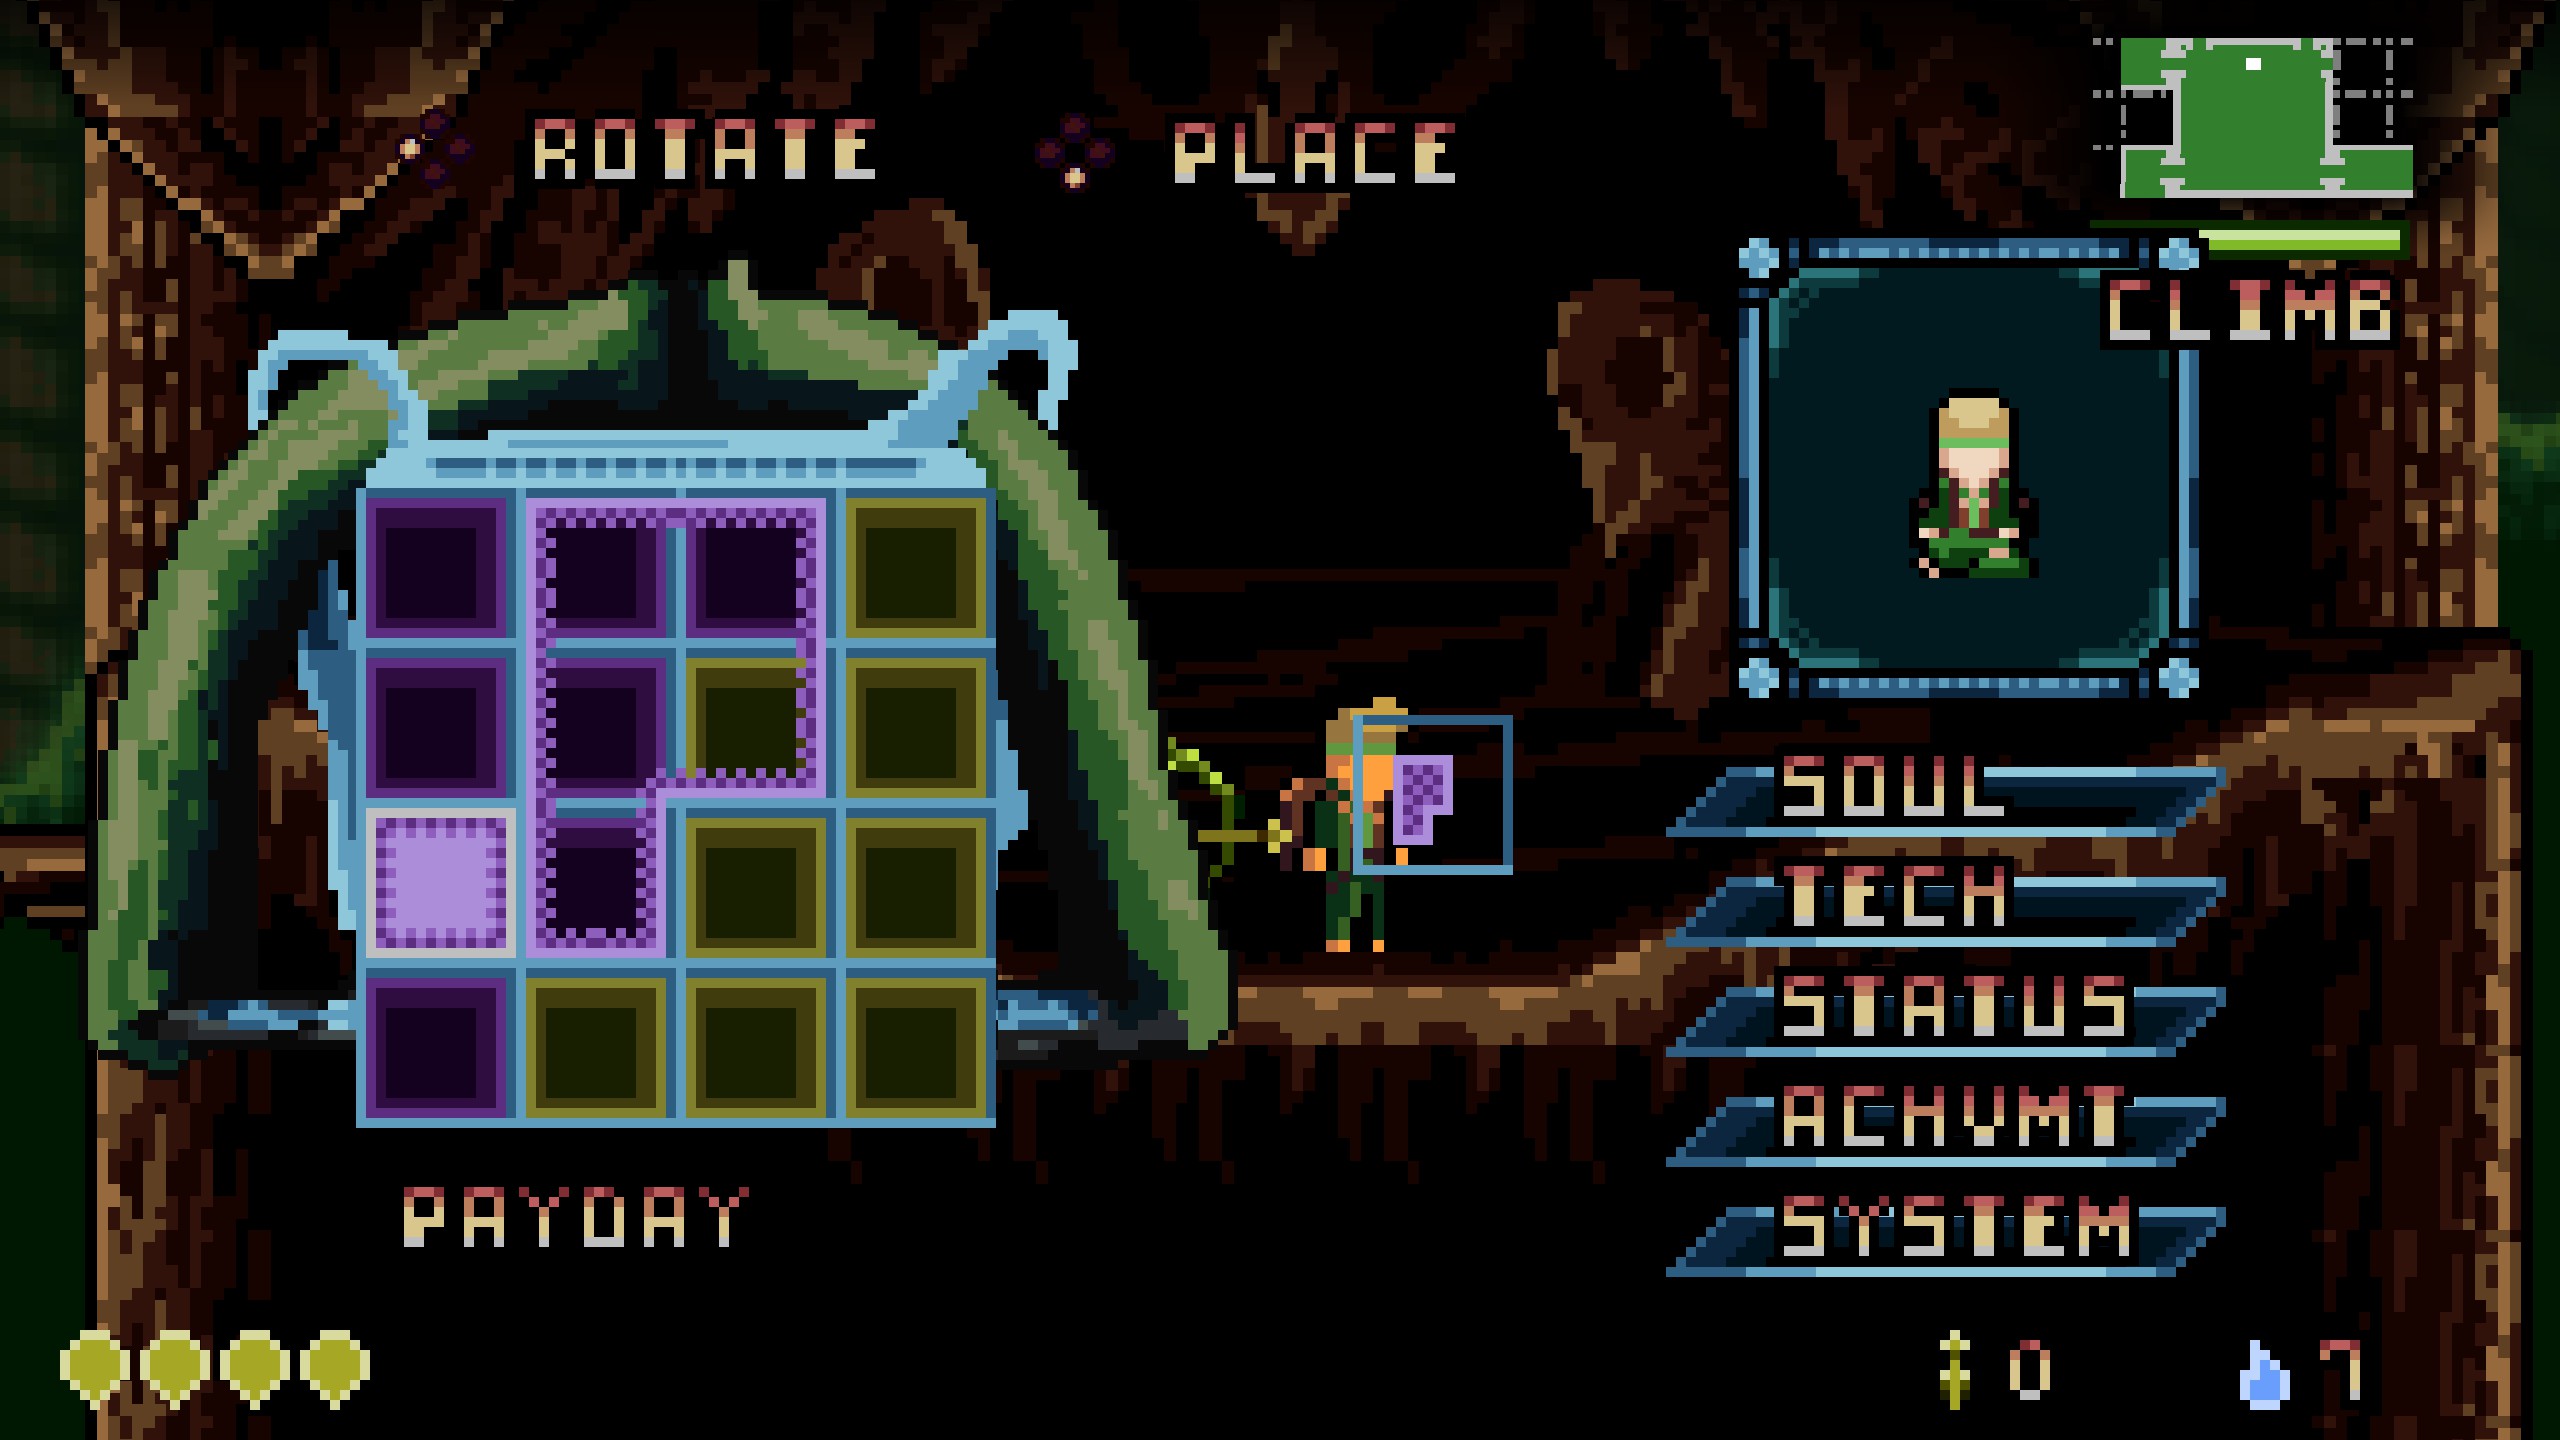 ROTATE
PLACE
CLIMB
SOUL
TECH
STATUS
ACHVMT
SYSTEM
PAYDAY
0
7